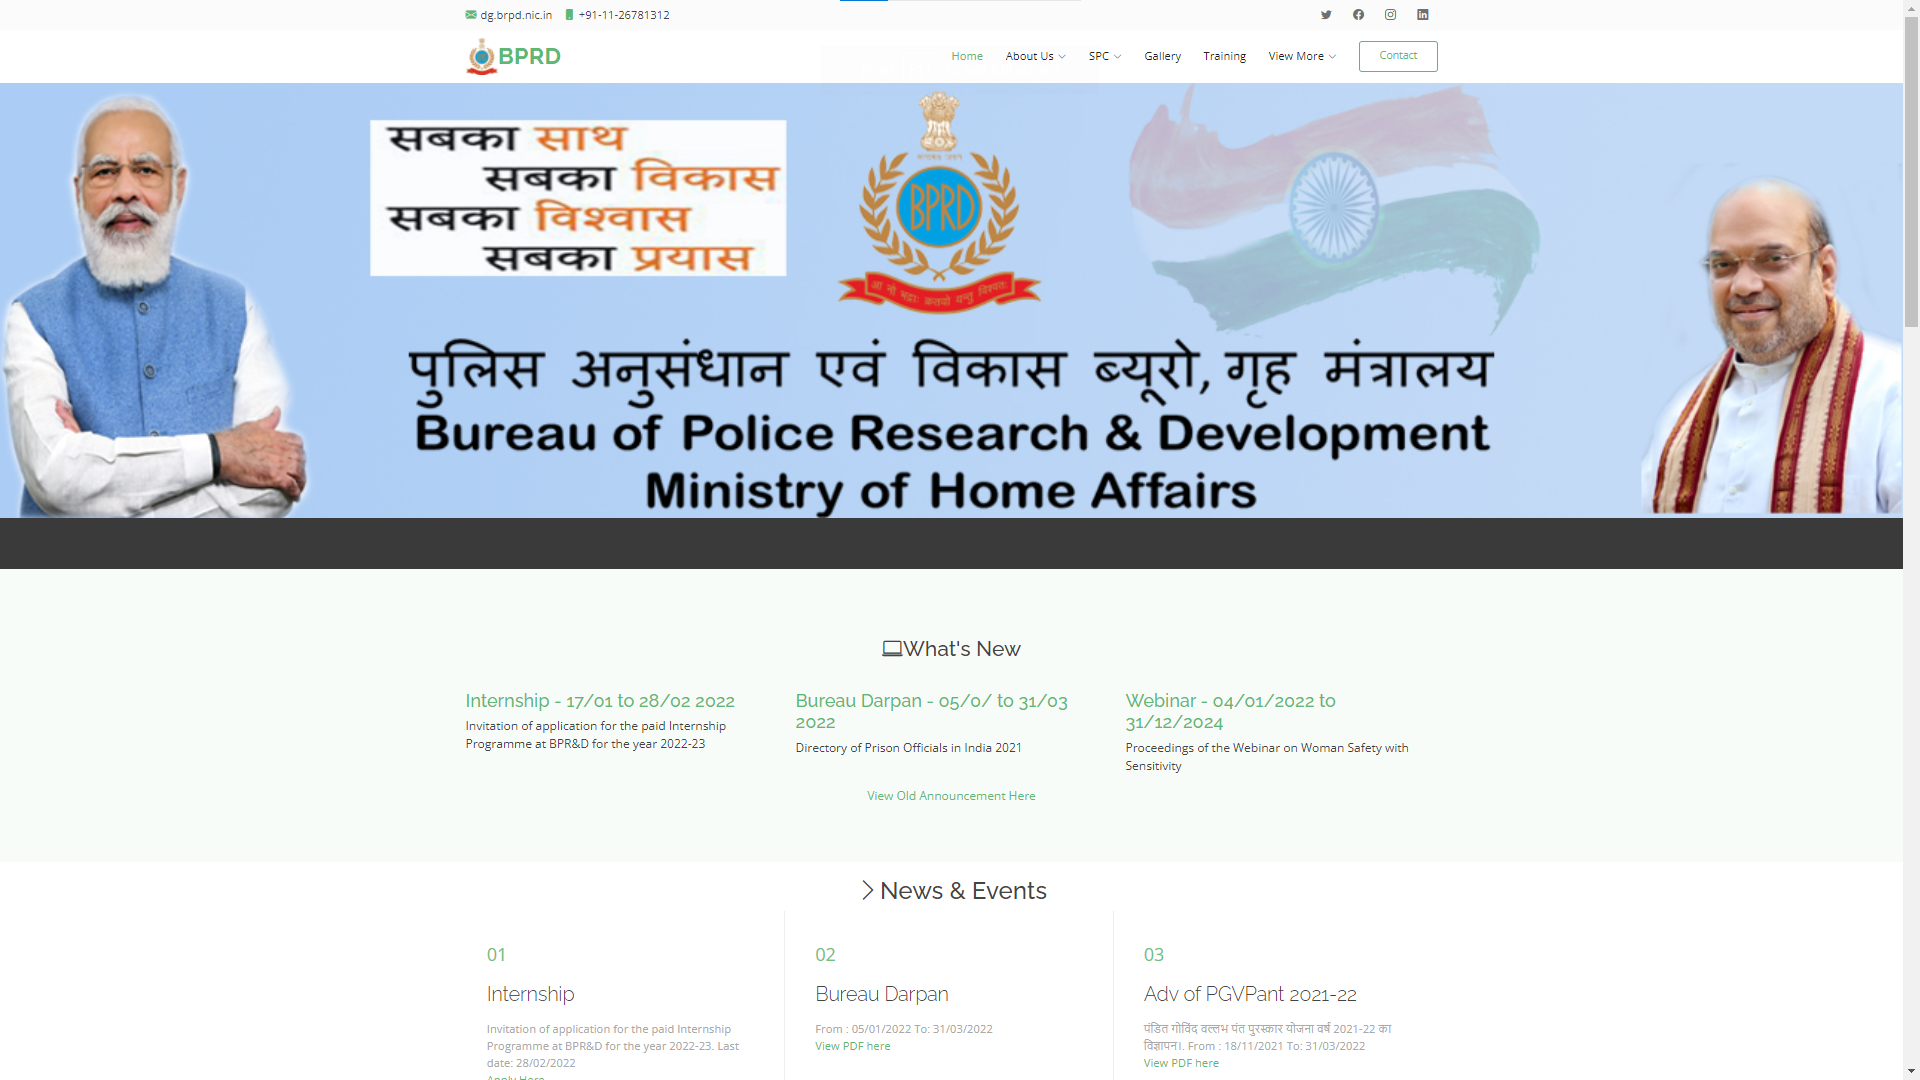 dg.brpd.nic.in +91-11-26781312
BPRD
Home About Us SPC Gallery Training View More Contact
सबका साथ
सबका विकास
सबका विश्वास
सबका प्रयास
BPRD
आ नो भद्राः क्रतवो यन्तु विश्वतः
पुलिस अनुसंधान एवं विकास ब्यूरो, गृह मंत्रालय
Bureau of Police Research & Development
Ministry of Home Affairs
What's New
Internship - 17/01 to 28/02 2022
Invitation of application for the paid Internship
Programme at BPR&D for the year 2022-23
Bureau Darpan - 05/0/ to 31/03
2022
Directory of Prison Officials in India 2021
Webinar - 04/01/2022 to
31/12/2024
Proceedings of the Webinar on Woman Safety with
Sensitivity
View Old Announcement Here
News & Events
01
Internship
Invitation of application for the paid Internship
Programme at BPR&D for the year 2022-23. Last
date: 28/02/2022
Apply Here
02
Bureau Darpan
From : 05/01/2022 To: 31/03/2022
View PDF here
03
Adv of PGVPant 2021-22
पंडित गोविंद वल्लभ पंत पुरस्कार योजना वर्ष 2021-22 का
विज्ञापन।. From : 18/11/2021 To: 31/03/2022
View PDF here